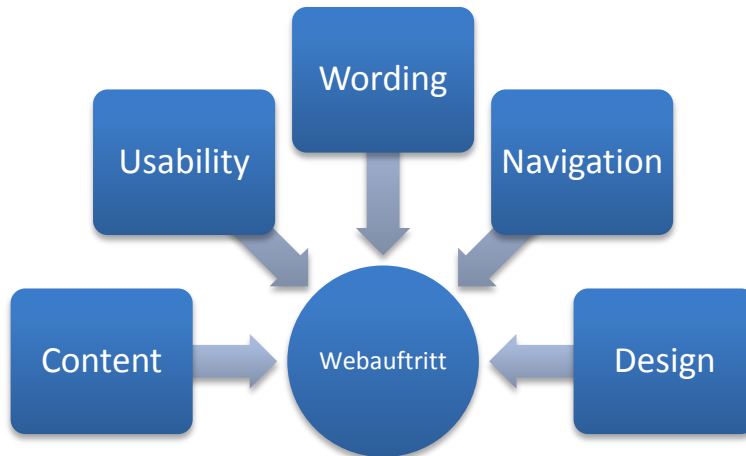 Wording
Usability
Navigation
Content
Webauftritt
Design